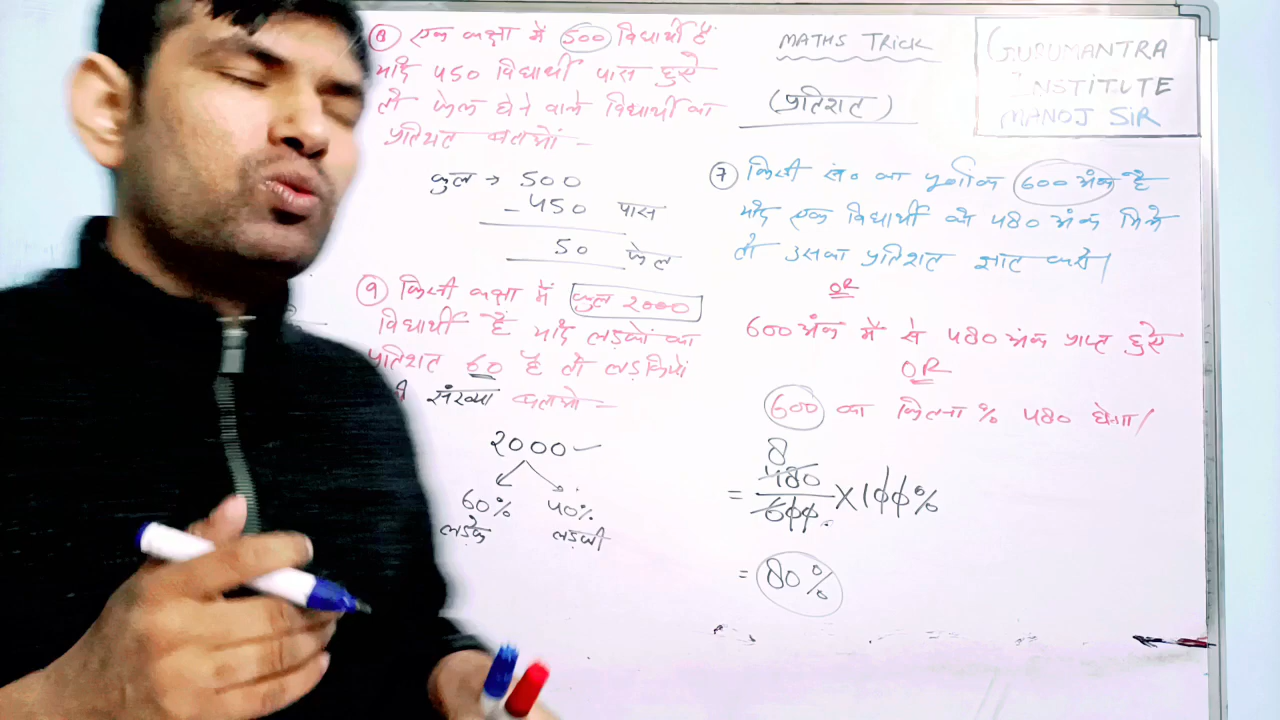 ⑧ एक कक्षा में 500 विद्यार्थी हैं
यदि 450 विद्यार्थी पास हुऐ
तो फेल होने वाले विद्यार्थी का
प्रतिशत बताओं -
कुल → 500
- 450 पास
50 फेल
⑨ किसी कक्षा में कुल 2000
विद्यार्थी हैं यदि लड़कों का
प्रतिशत 60 है तो लड़कियों
की संख्या बताओ -
2000
60% 40%
लड़के लड़की
MATHS TRICK
(प्रतिशत)
GURUMANTRA
INSTITUTE
MANOJ SIR
⑦ किसी सं० का पूर्णांक 600 अंक है
यदि एक विद्यार्थी को 480 अंक मिले
तो उसका प्रतिशत ज्ञात करो।
OR
600 अंक में से 480 अंक प्राप्त हुऐ
OR
600 का कितना % 480 होगा।
8
= 480/600 × 100%
= 80%